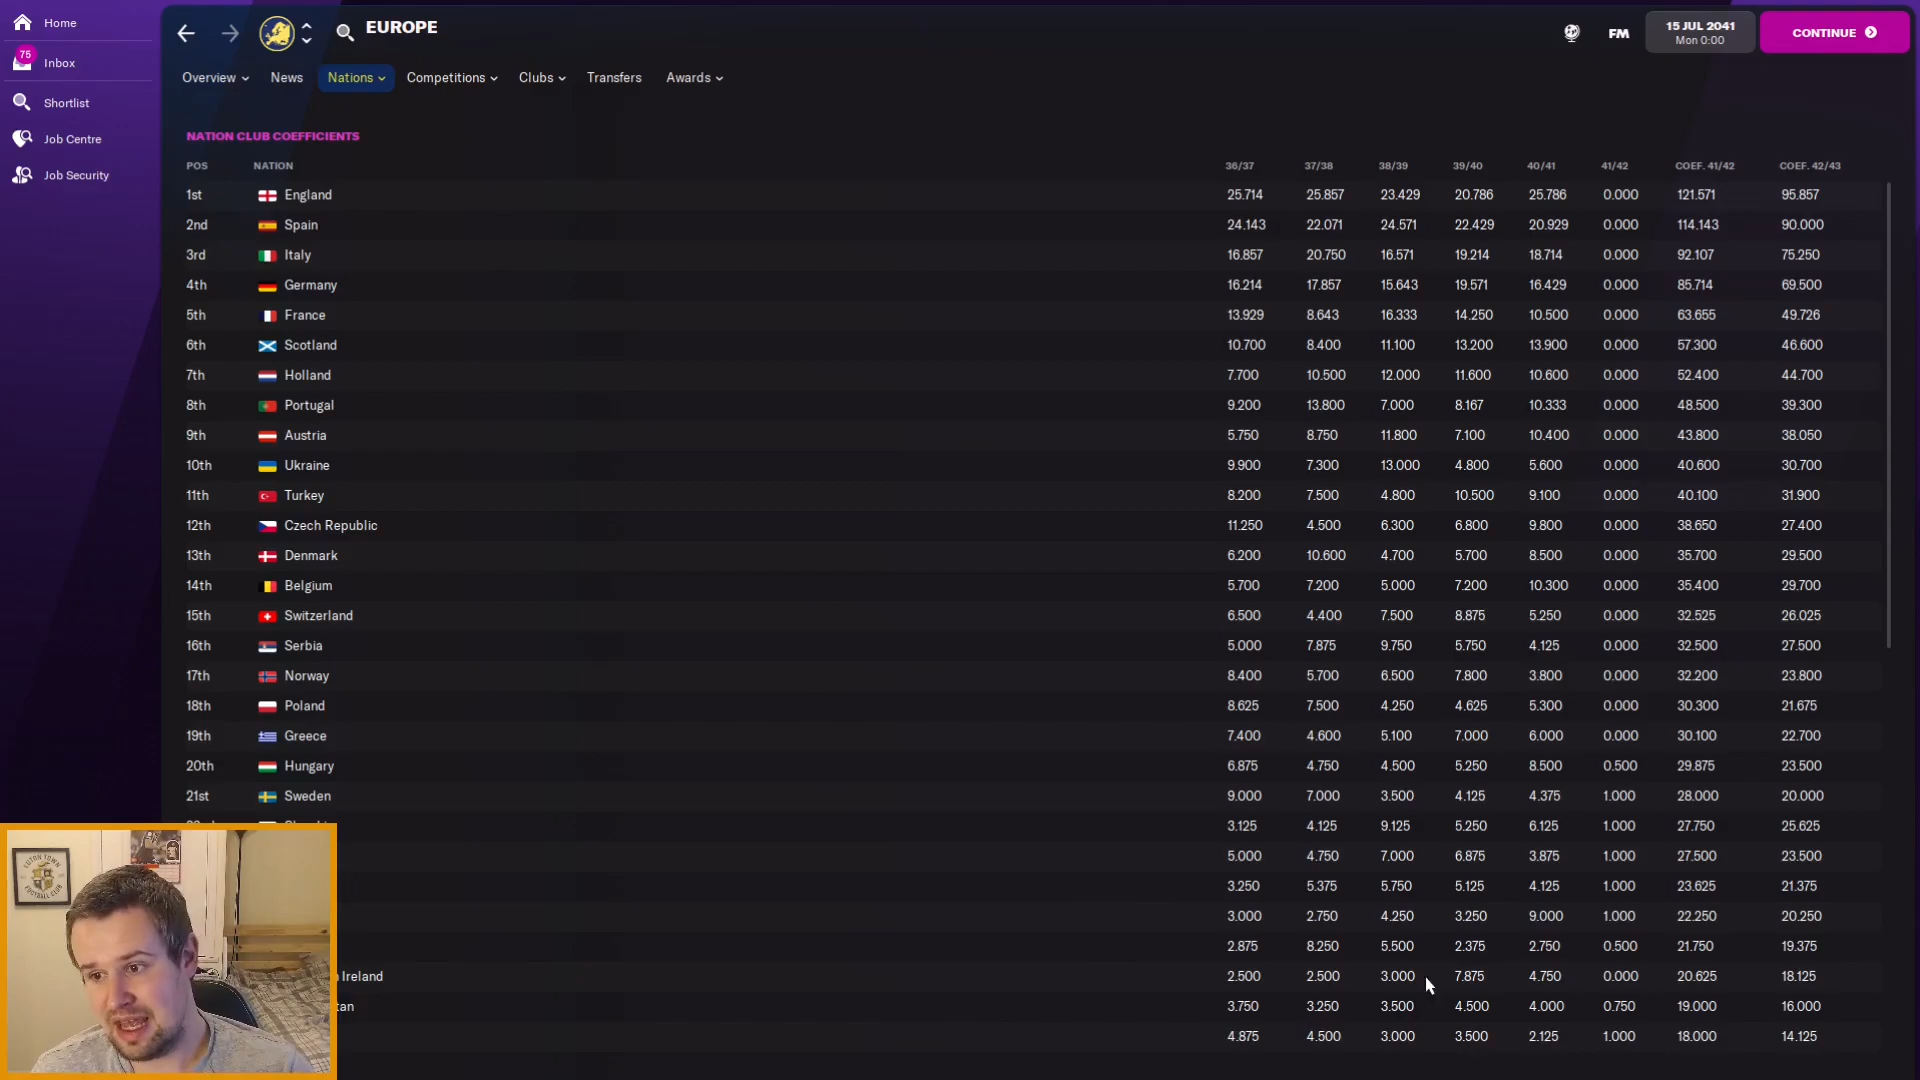 Home
75
Inbox
Shortlist
Job Centre
Job Security
EUROPE
FM
15 JUL 2041
Mon 0:00
CONTINUE
Overview News Nations Competitions Clubs Transfers Awards
NATION CLUB COEFFICIENTS
POS NATION 36/37 37/38 38/39 39/40 40/41 41/42 COEF. 41/42 COEF. 42/43
1st England 25.714 25.857 23.429 20.786 25.786 0.000 121.571 95.857
2nd Spain 24.143 22.071 24.571 22.429 20.929 0.000 114.143 90.000
3rd Italy 16.857 20.750 16.571 19.214 18.714 0.000 92.107 75.250
4th Germany 16.214 17.857 15.643 19.571 16.429 0.000 85.714 69.500
5th France 13.929 8.643 16.333 14.250 10.500 0.000 63.655 49.726
6th Scotland 10.700 8.400 11.100 13.200 13.900 0.000 57.300 46.600
7th Holland 7.700 10.500 12.000 11.600 10.600 0.000 52.400 44.700
8th Portugal 9.200 13.800 7.000 8.167 10.333 0.000 48.500 39.300
9th Austria 5.750 8.750 11.800 7.100 10.400 0.000 43.800 38.050
10th Ukraine 9.900 7.300 13.000 4.800 5.600 0.000 40.600 30.700
11th Turkey 8.200 7.500 4.800 10.500 9.100 0.000 40.100 31.900
12th Czech Republic 11.250 4.500 6.300 6.800 9.800 0.000 38.650 27.400
13th Denmark 6.200 10.600 4.700 5.700 8.500 0.000 35.700 29.500
14th Belgium 5.700 7.200 5.000 7.200 10.300 0.000 35.400 29.700
15th Switzerland 6.500 4.400 7.500 8.875 5.250 0.000 32.525 26.025
16th Serbia 5.000 7.875 9.750 5.750 4.125 0.000 32.500 27.500
17th Norway 8.400 5.700 6.500 7.800 3.800 0.000 32.200 23.800
18th Poland 8.625 7.500 4.250 4.625 5.300 0.000 30.300 21.675
19th Greece 7.400 4.600 5.100 7.000 6.000 0.000 30.100 22.700
20th Hungary 6.875 4.750 4.500 5.250 8.500 0.500 29.875 23.500
21st Sweden 9.000 7.000 3.500 4.125 4.375 1.000 28.000 20.000
3.125 4.125 9.125 5.250 6.125 1.000 27.750 25.625
5.000 4.750 7.000 6.875 3.875 1.000 27.500 23.500
3.250 5.375 5.750 5.125 4.125 1.000 23.625 21.375
3.000 2.750 4.250 3.250 9.000 1.000 22.250 20.250
2.875 8.250 5.500 2.375 2.750 0.500 21.750 19.375
Ireland 2.500 2.500 3.000 7.875 4.750 0.000 20.625 18.125
tan 3.750 3.250 3.500 4.500 4.000 0.750 19.000 16.000
4.875 4.500 3.000 3.500 2.125 1.000 18.000 14.125